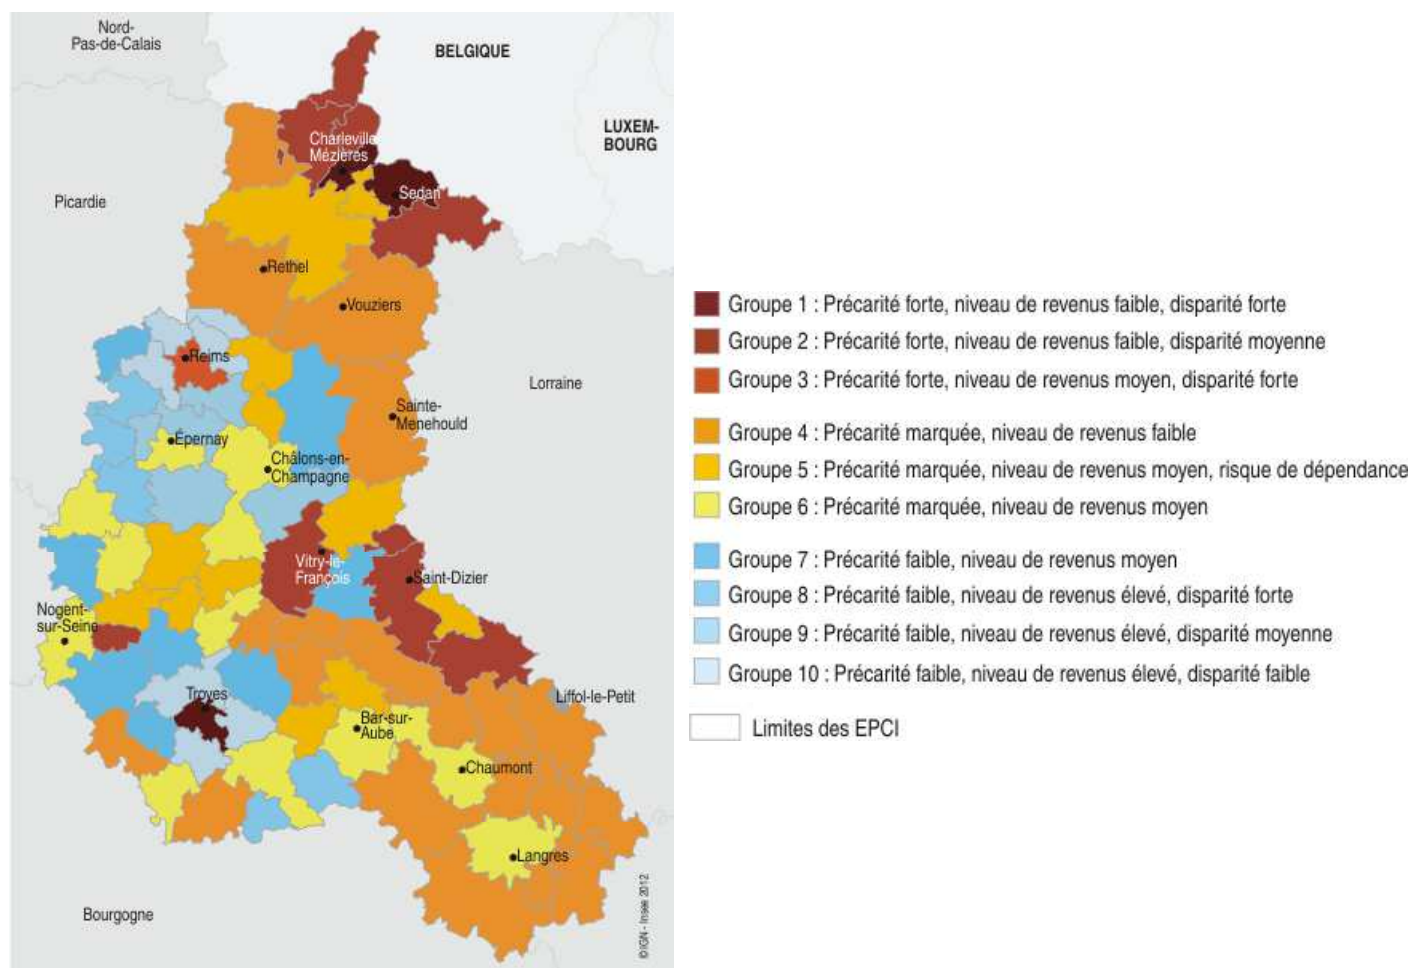 Nord-
Pas-de-Calais
BELGIQUE
LUXEM-
BOURG
Charleville
Mézières
Sedan
Picardie
Rethel
Vouziers
Reims
Lorraine
Sainte-
Menehould
Épernay
Châlons-en-
Champagne
Vitry-le-
François
Saint-Dizier
Nogent-
sur-Seine
Troyes
Liffol-le-Petit
Bar-sur-
Aube
Chaumont
Langres
Bourgogne
© IGN - Insee 2012
Groupe 1 : Précarité forte, niveau de revenus faible, disparité forte
Groupe 2 : Précarité forte, niveau de revenus faible, disparité moyenne
Groupe 3 : Précarité forte, niveau de revenus moyen, disparité forte
Groupe 4 : Précarité marquée, niveau de revenus faible
Groupe 5 : Précarité marquée, niveau de revenus moyen, risque de dépendance
Groupe 6 : Précarité marquée, niveau de revenus moyen
Groupe 7 : Précarité faible, niveau de revenus moyen
Groupe 8 : Précarité faible, niveau de revenus élevé, disparité forte
Groupe 9 : Précarité faible, niveau de revenus élevé, disparité moyenne
Groupe 10 : Précarité faible, niveau de revenus élevé, disparité faible
Limites des EPCI